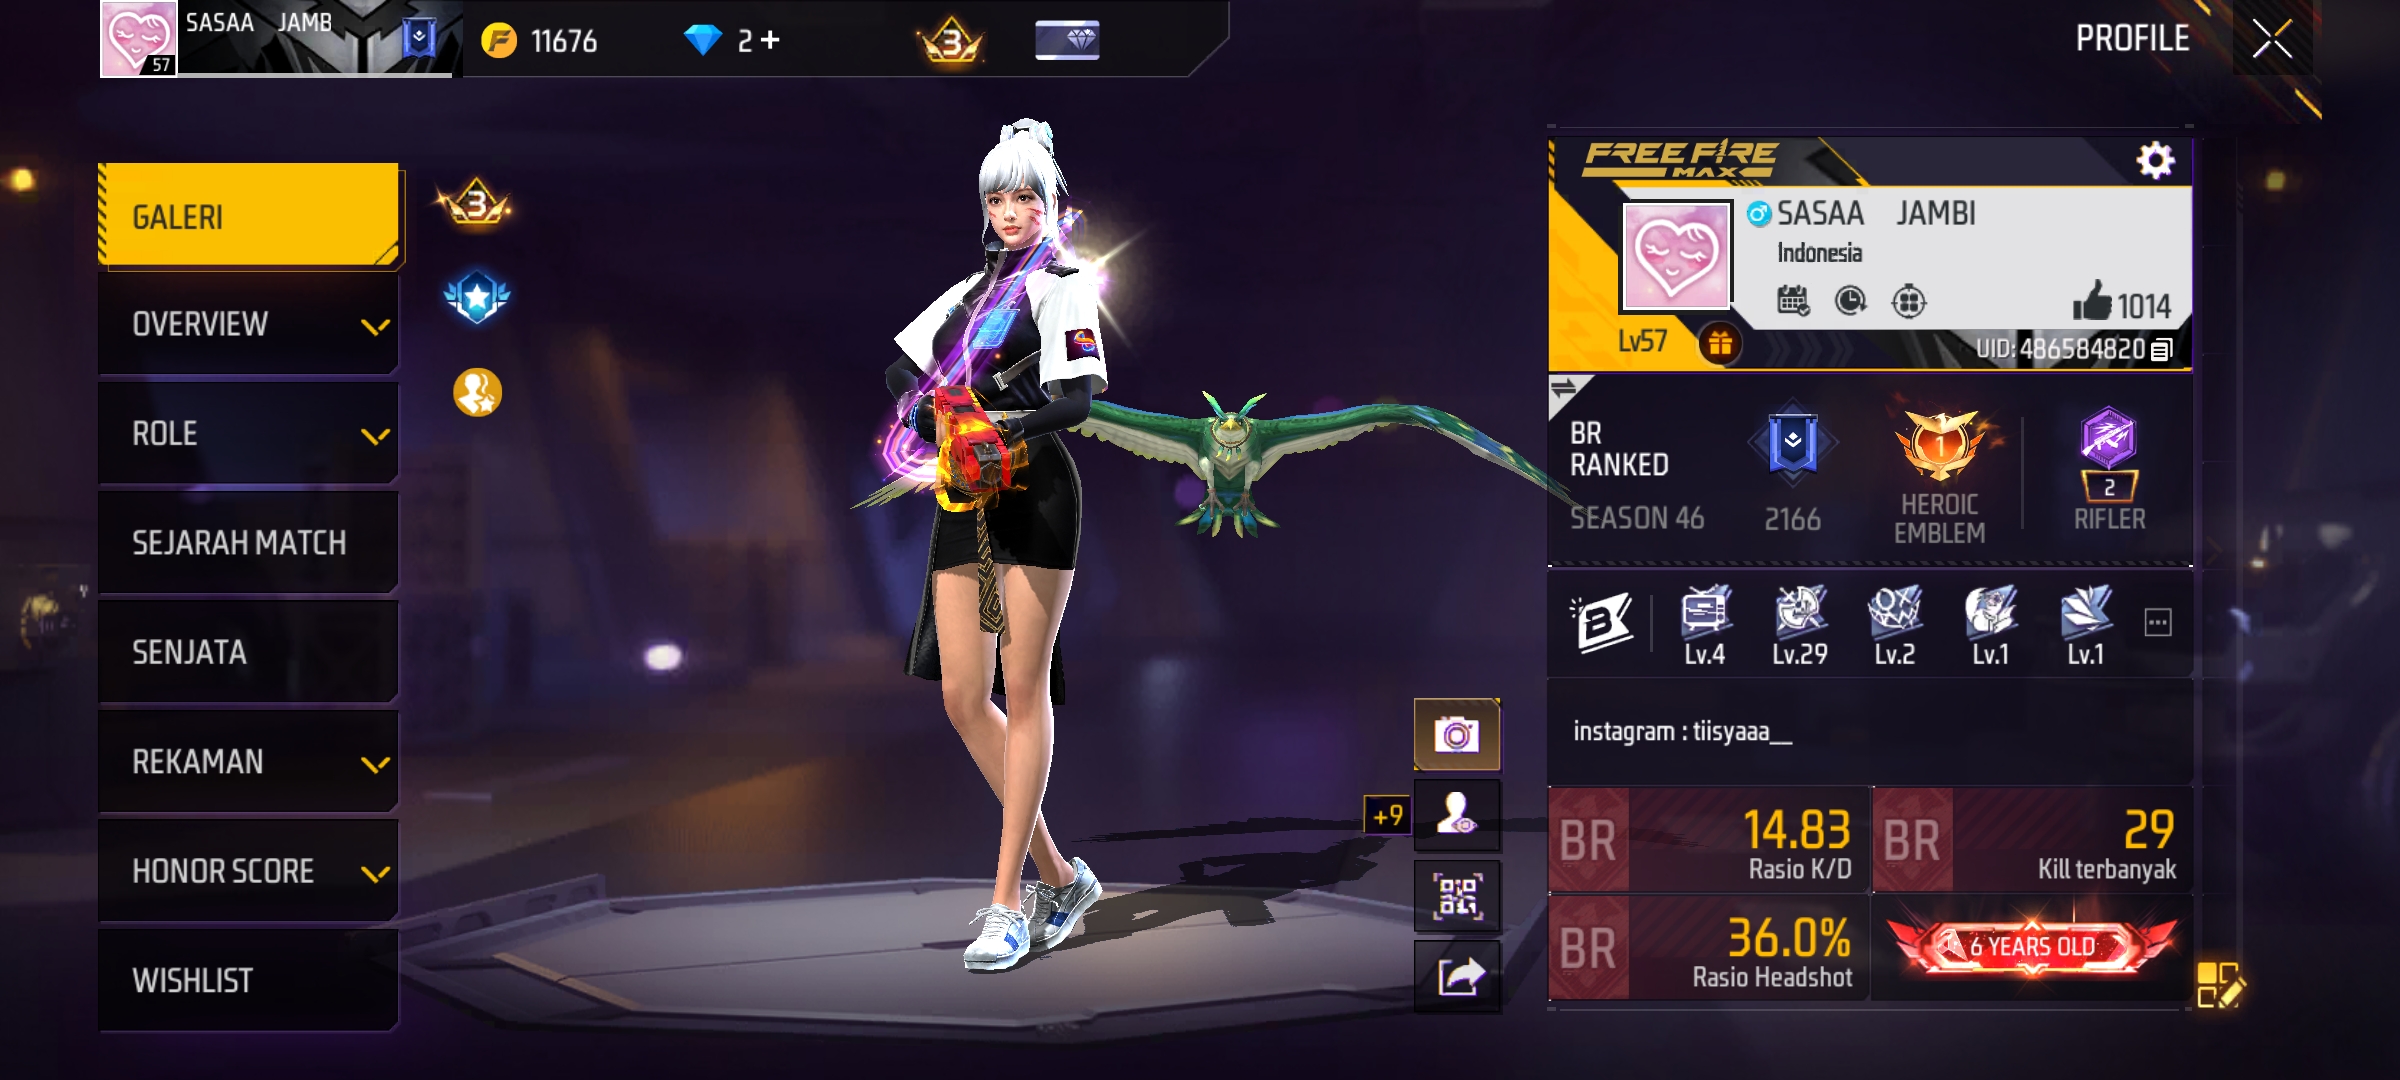 SASAA JAMB
57
11676
2 +
3
PROFILE
GALERI
OVERVIEW
ROLE
SEJARAH MATCH
SENJATA
REKAMAN
HONOR SCORE
WISHLIST
3
+9
FREE FIRE
MAX
SASAA JAMBI
Indonesia
1014
Lv57
UID: 486584820
BR
RANKED
SEASON 46
2166
1
HEROIC
EMBLEM
2
RIFLER
B
Lv.4
Lv.29
Lv.2
Lv.1
Lv.1
instagram : tiisyaaa__
BR
14.83
Rasio K/D
BR
29
Kill terbanyak
BR
36.0%
Rasio Headshot
6 YEARS OLD